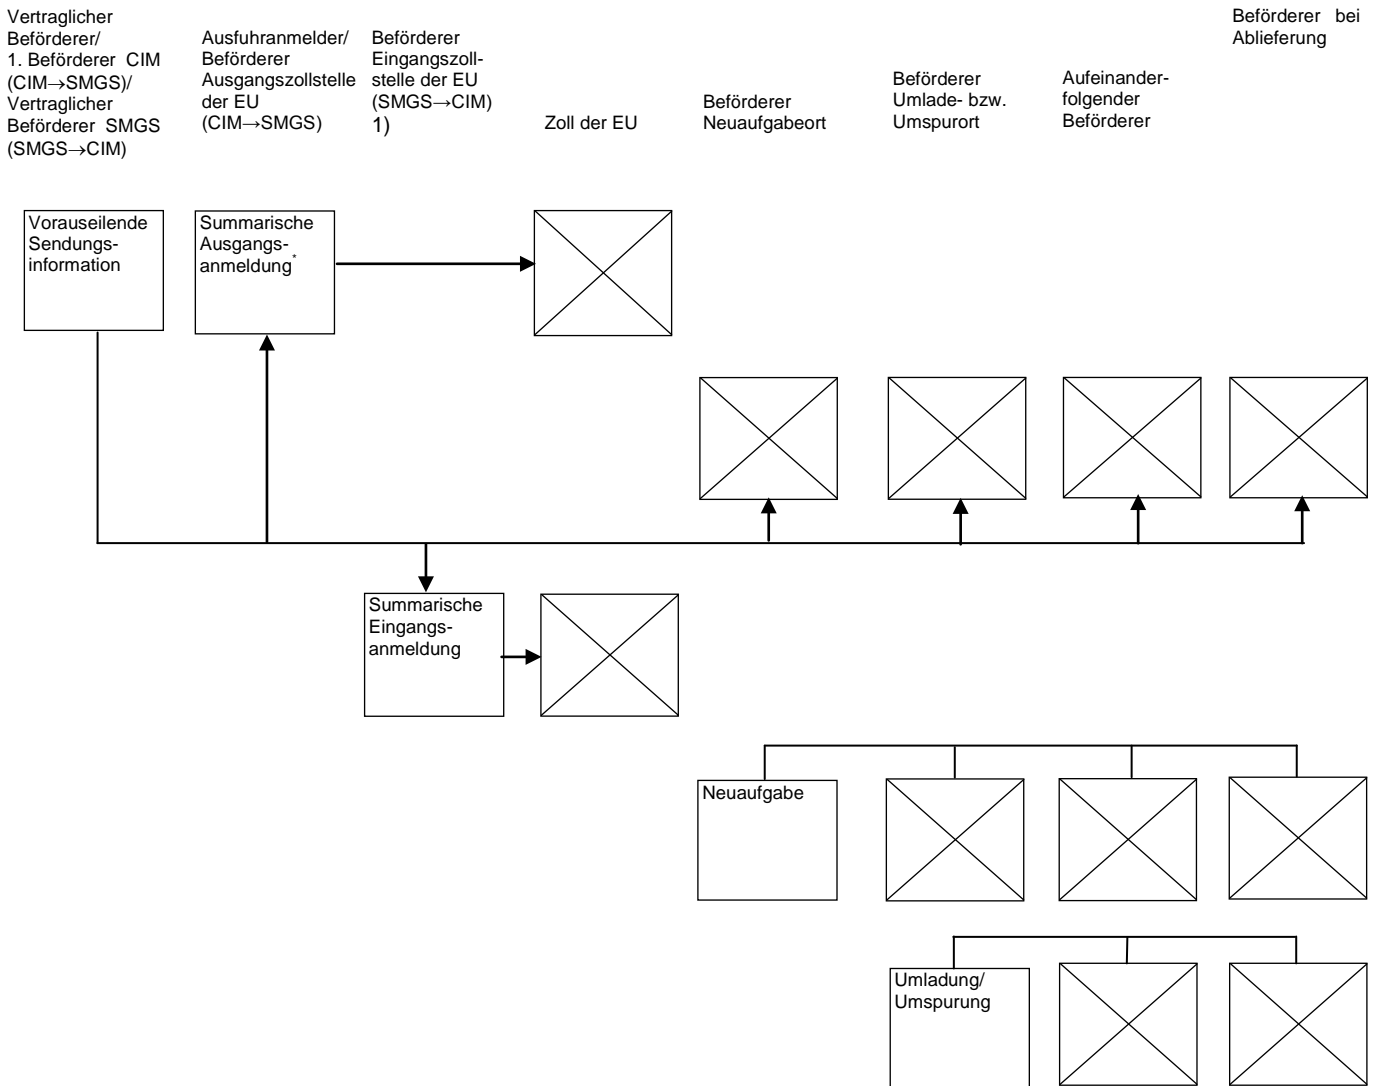 Vertraglicher
Beförderer/
1. Beförderer CIM
(CIM→SMGS)/
Vertraglicher
Beförderer SMGS
(SMGS→CIM)
Ausfuhranmelder/
Beförderer
Ausgangszollstelle
der EU
(CIM→SMGS)
Beförderer
Eingangszoll-
stelle der EU
(SMGS→CIM)
1)
Zoll der EU
Beförderer
Neuaufgabeort
Beförderer
Umlade- bzw.
Umspurort
Aufeinander-
folgender
Beförderer
Beförderer bei
Ablieferung
Vorauseilende
Sendungs-
information
Summarische
Ausgangs-
anmeldung*
Summarische
Eingangs-
anmeldung
Neuaufgabe
Umladung/
Umspurung